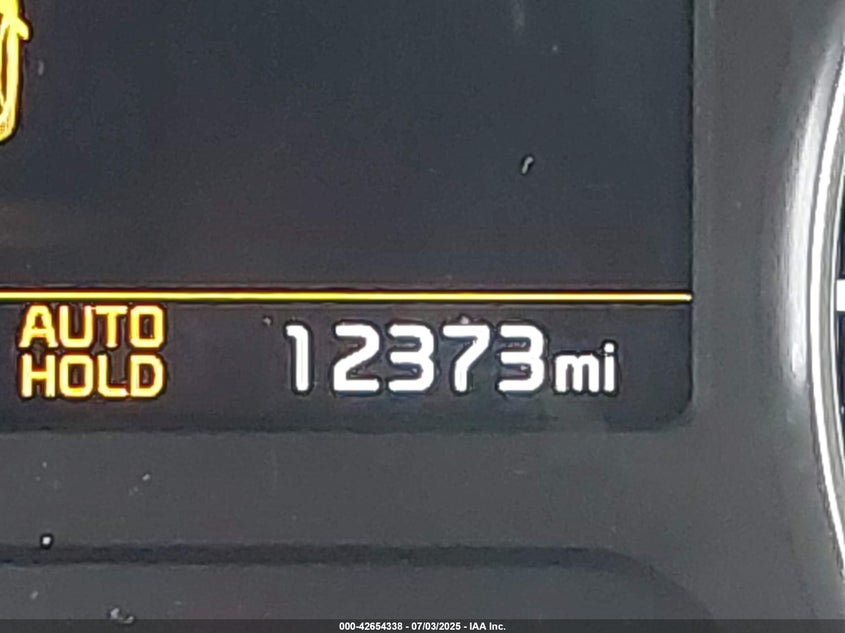 AUTO
HOLD
12373mi
000-42654338 - 07/03/2025 - IAA Inc.